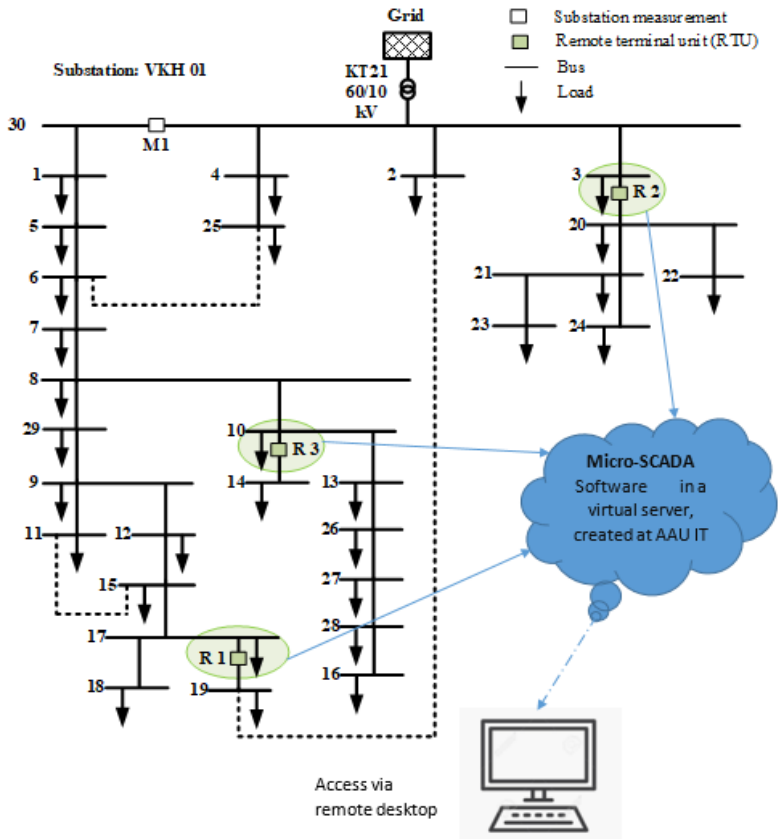 Grid
Substation measurement
Remote terminal unit (RTU)
Bus
Load
Substation: VKH 01
KT21
60/10
kV
30
M1
1
4
2
3
R 2
5
25
20
6
21
22
7
23
24
8
29
10
R 3
9
14
13
11
12
26
15
27
17
28
R 1
16
18
19
Micro-SCADA
Software in a
virtual server,
created at AAU IT
Access via
remote desktop